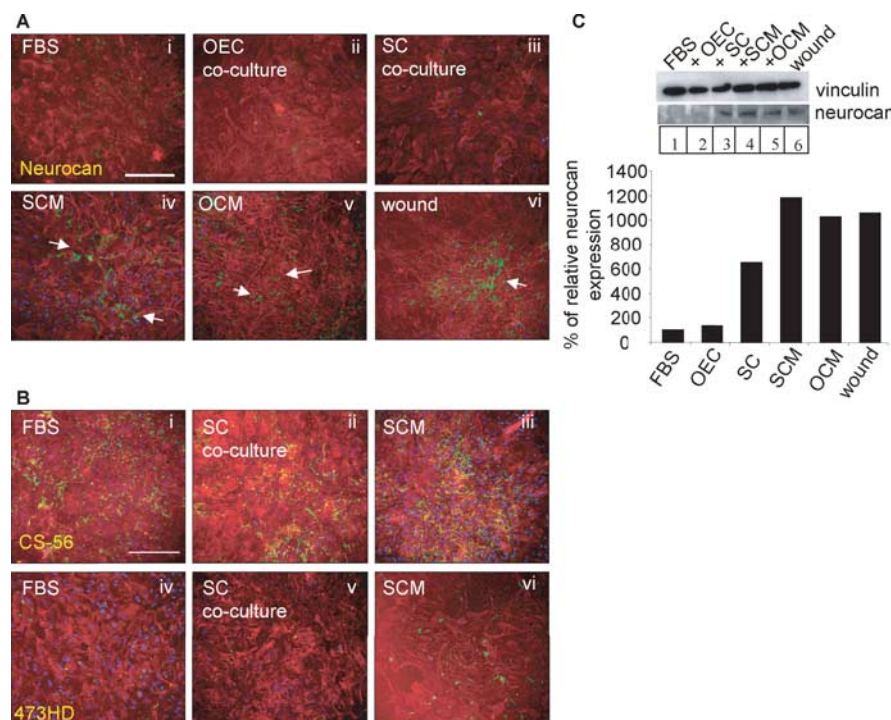 A
FBS
i
OEC
co-culture
ii
SC
co-culture
iii
Neurocan
SCM
iv
OCM
v
wound
vi
B
FBS
i
SC
co-culture
ii
SCM
iii
CS-56
FBS
iv
SC
co-culture
v
SCM
vi
473HD
C
FBS
+ OEC
+ SC
+SCM
+OCM
wound
vinculin
neurocan
1 2 3 4 5 6
% of relative neurocan
expression
1400
1200
1000
800
600
400
200
0
FBS
OEC
SC
SCM
OCM
wound